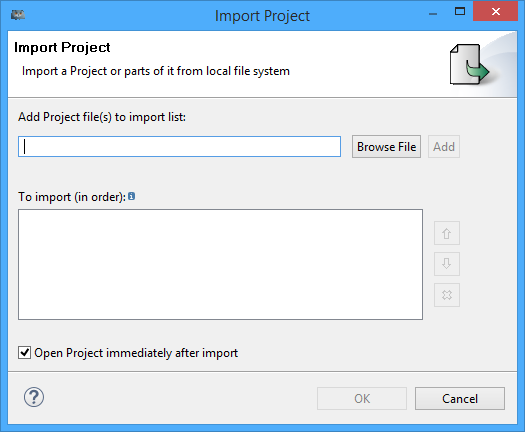 Import Project
Import Project
Import a Project or parts of it from local file system
Add Project file(s) to import list:
Browse File
Add
To import (in order):
Open Project immediately after import
?
OK
Cancel